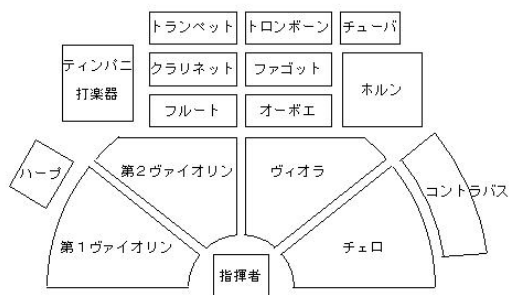 トランペット
トロンボーン
チューバ
ティンパニ
打楽器
クラリネット
ファゴット
ホルン
フルート
オーボエ
ハープ
第2ヴァイオリン
ヴィオラ
コントラバス
第1ヴァイオリン
チェロ
指揮者